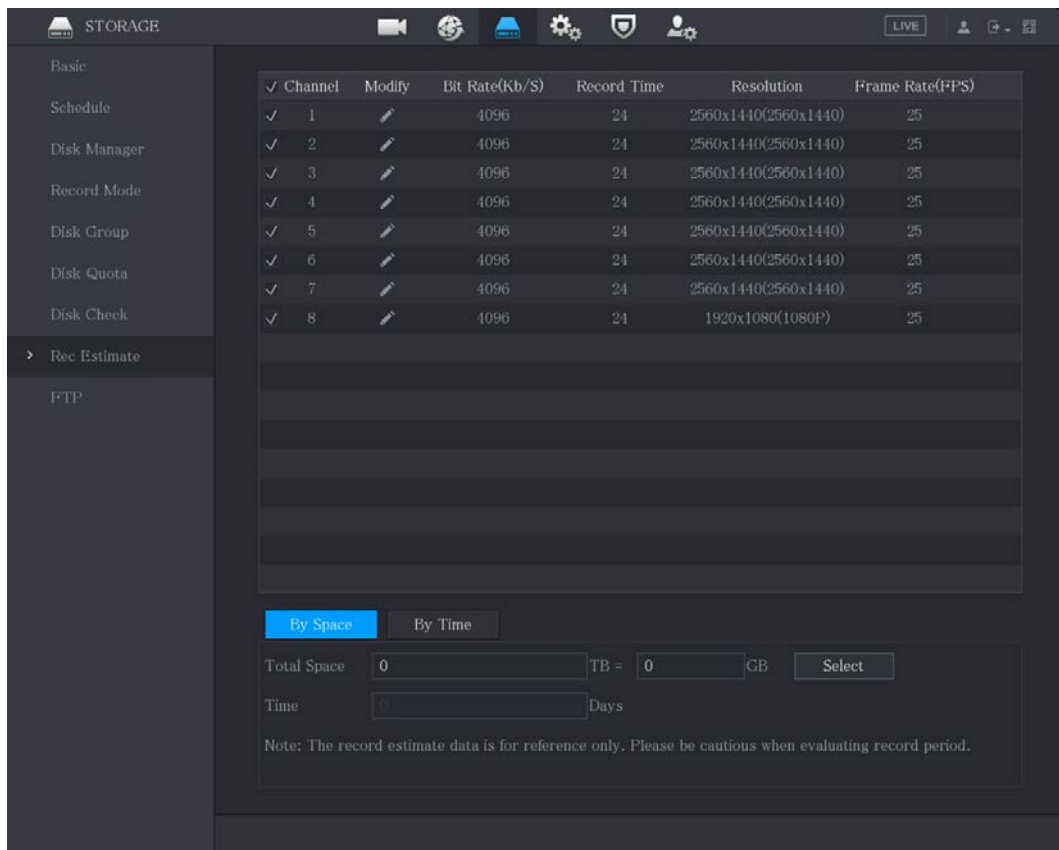 STORAGE
LIVE
Basic
Schedule
Disk Manager
Record Mode
Disk Group
Disk Quota
Disk Check
Rec Estimate
FTP
Channel Modify Bit Rate(Kb/S) Record Time Resolution Frame Rate(FPS)
1 4096 24 2560x1440(2560x1440) 25
2 4096 24 2560x1440(2560x1440) 25
3 4096 24 2560x1440(2560x1440) 25
4 4096 24 2560x1440(2560x1440) 25
5 4096 24 2560x1440(2560x1440) 25
6 4096 24 2560x1440(2560x1440) 25
7 4096 24 2560x1440(2560x1440) 25
8 4096 24 1920x1080(1080P) 25
By Space By Time
Total Space 0 TB = 0 GB Select
Time 0 Days
Note: The record estimate data is for reference only. Please be cautious when evaluating record period.